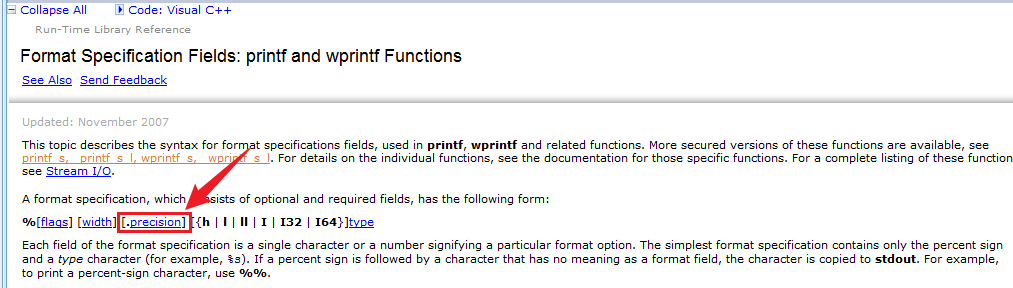 Collapse All Code: Visual C++
Run-Time Library Reference
Format Specification Fields: printf and wprintf Functions
See Also Send Feedback
Updated: November 2007
This topic describes the syntax for format specifications fields, used in printf, wprintf and related functions. More secured versions of these functions are available, see
printf_s, _printf_s_l, wprintf_s, _wprintf_s_l. For details on the individual functions, see the documentation for those specific functions. For a complete listing of these function
see Stream I/O.
A format specification, which consists of optional and required fields, has the following form:
%[flags] [width] [.precision] [{h | l | ll | I | I32 | I64}]type
Each field of the format specification is a single character or a number signifying a particular format option. The simplest format specification contains only the percent sign
and a type character (for example, %s). If a percent sign is followed by a character that has no meaning as a format field, the character is copied to stdout. For example,
to print a percent-sign character, use %%.